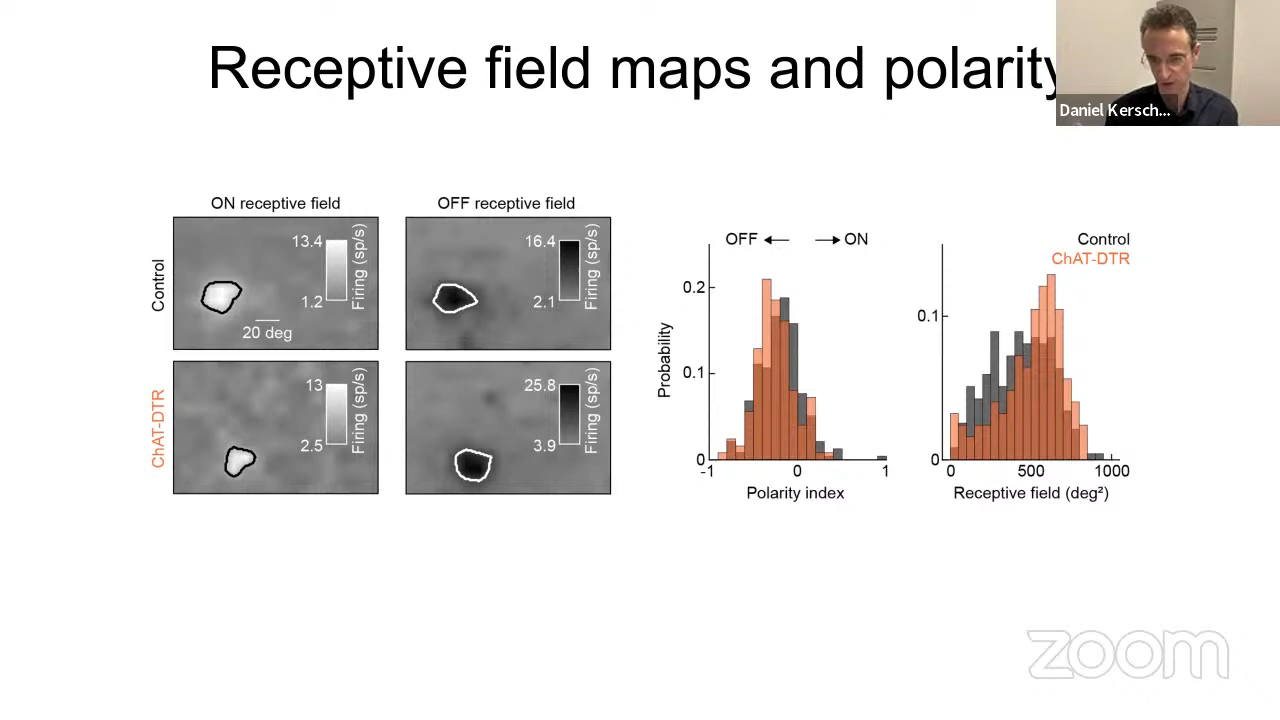 Receptive field maps and polarity
Daniel Kersch...
ON receptive field
OFF receptive field
Control
13.4
1.2
Firing (sp/s)
20 deg
16.4
2.1
Firing (sp/s)
ChAT-DTR
13
2.5
Firing (sp/s)
25.8
3.9
Firing (sp/s)
OFF ← → ON
Probability
0.2
0.1
0
-1 0 1
Polarity index
Control
ChAT-DTR
0.1
0
0 500 1000
Receptive field (deg²)
zoom